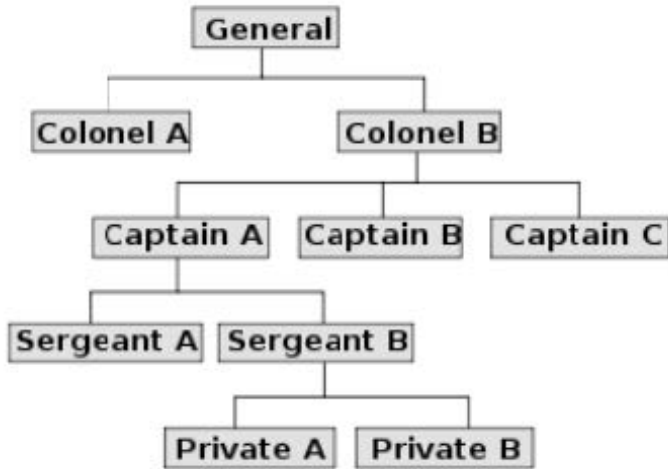 General
Colonel A
Colonel B
Captain A
Captain B
Captain C
Sergeant A
Sergeant B
Private A
Private B